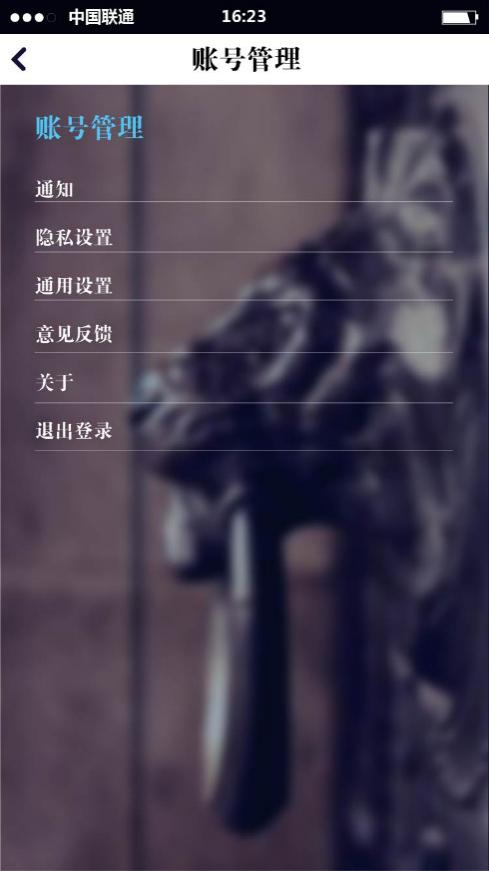 中国联通 16:23
账号管理
账号管理
通知
隐私设置
通用设置
意见反馈
关于
退出登录